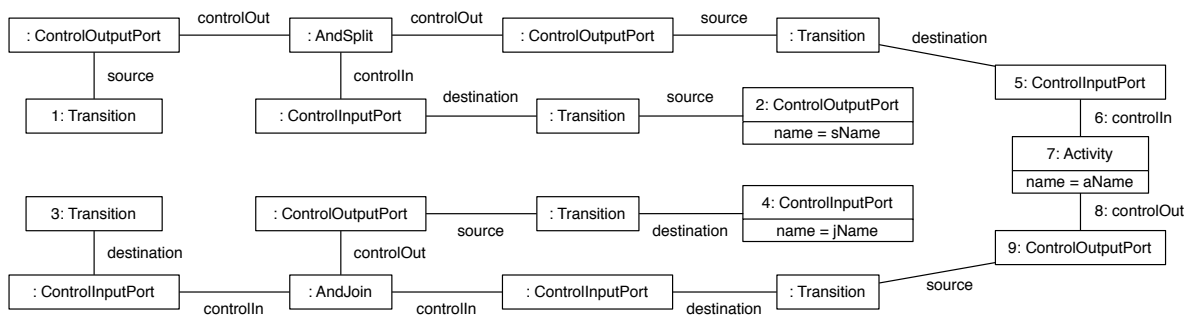 controlOut
controlOut
source
: ControlOutputPort
: AndSplit
: ControlOutputPort
: Transition
destination
source
controlIn
5: ControlInputPort
destination
source
1: Transition
: ControlInputPort
: Transition
2: ControlOutputPort
name = sName
6: controlIn
7: Activity
name = aName
3: Transition
: ControlOutputPort
: Transition
4: ControlInputPort
name = jName
source
destination
8: controlOut
destination
controlOut
9: ControlOutputPort
: ControlInputPort
: AndJoin
: ControlInputPort
: Transition
source
controlIn
controlIn
destination